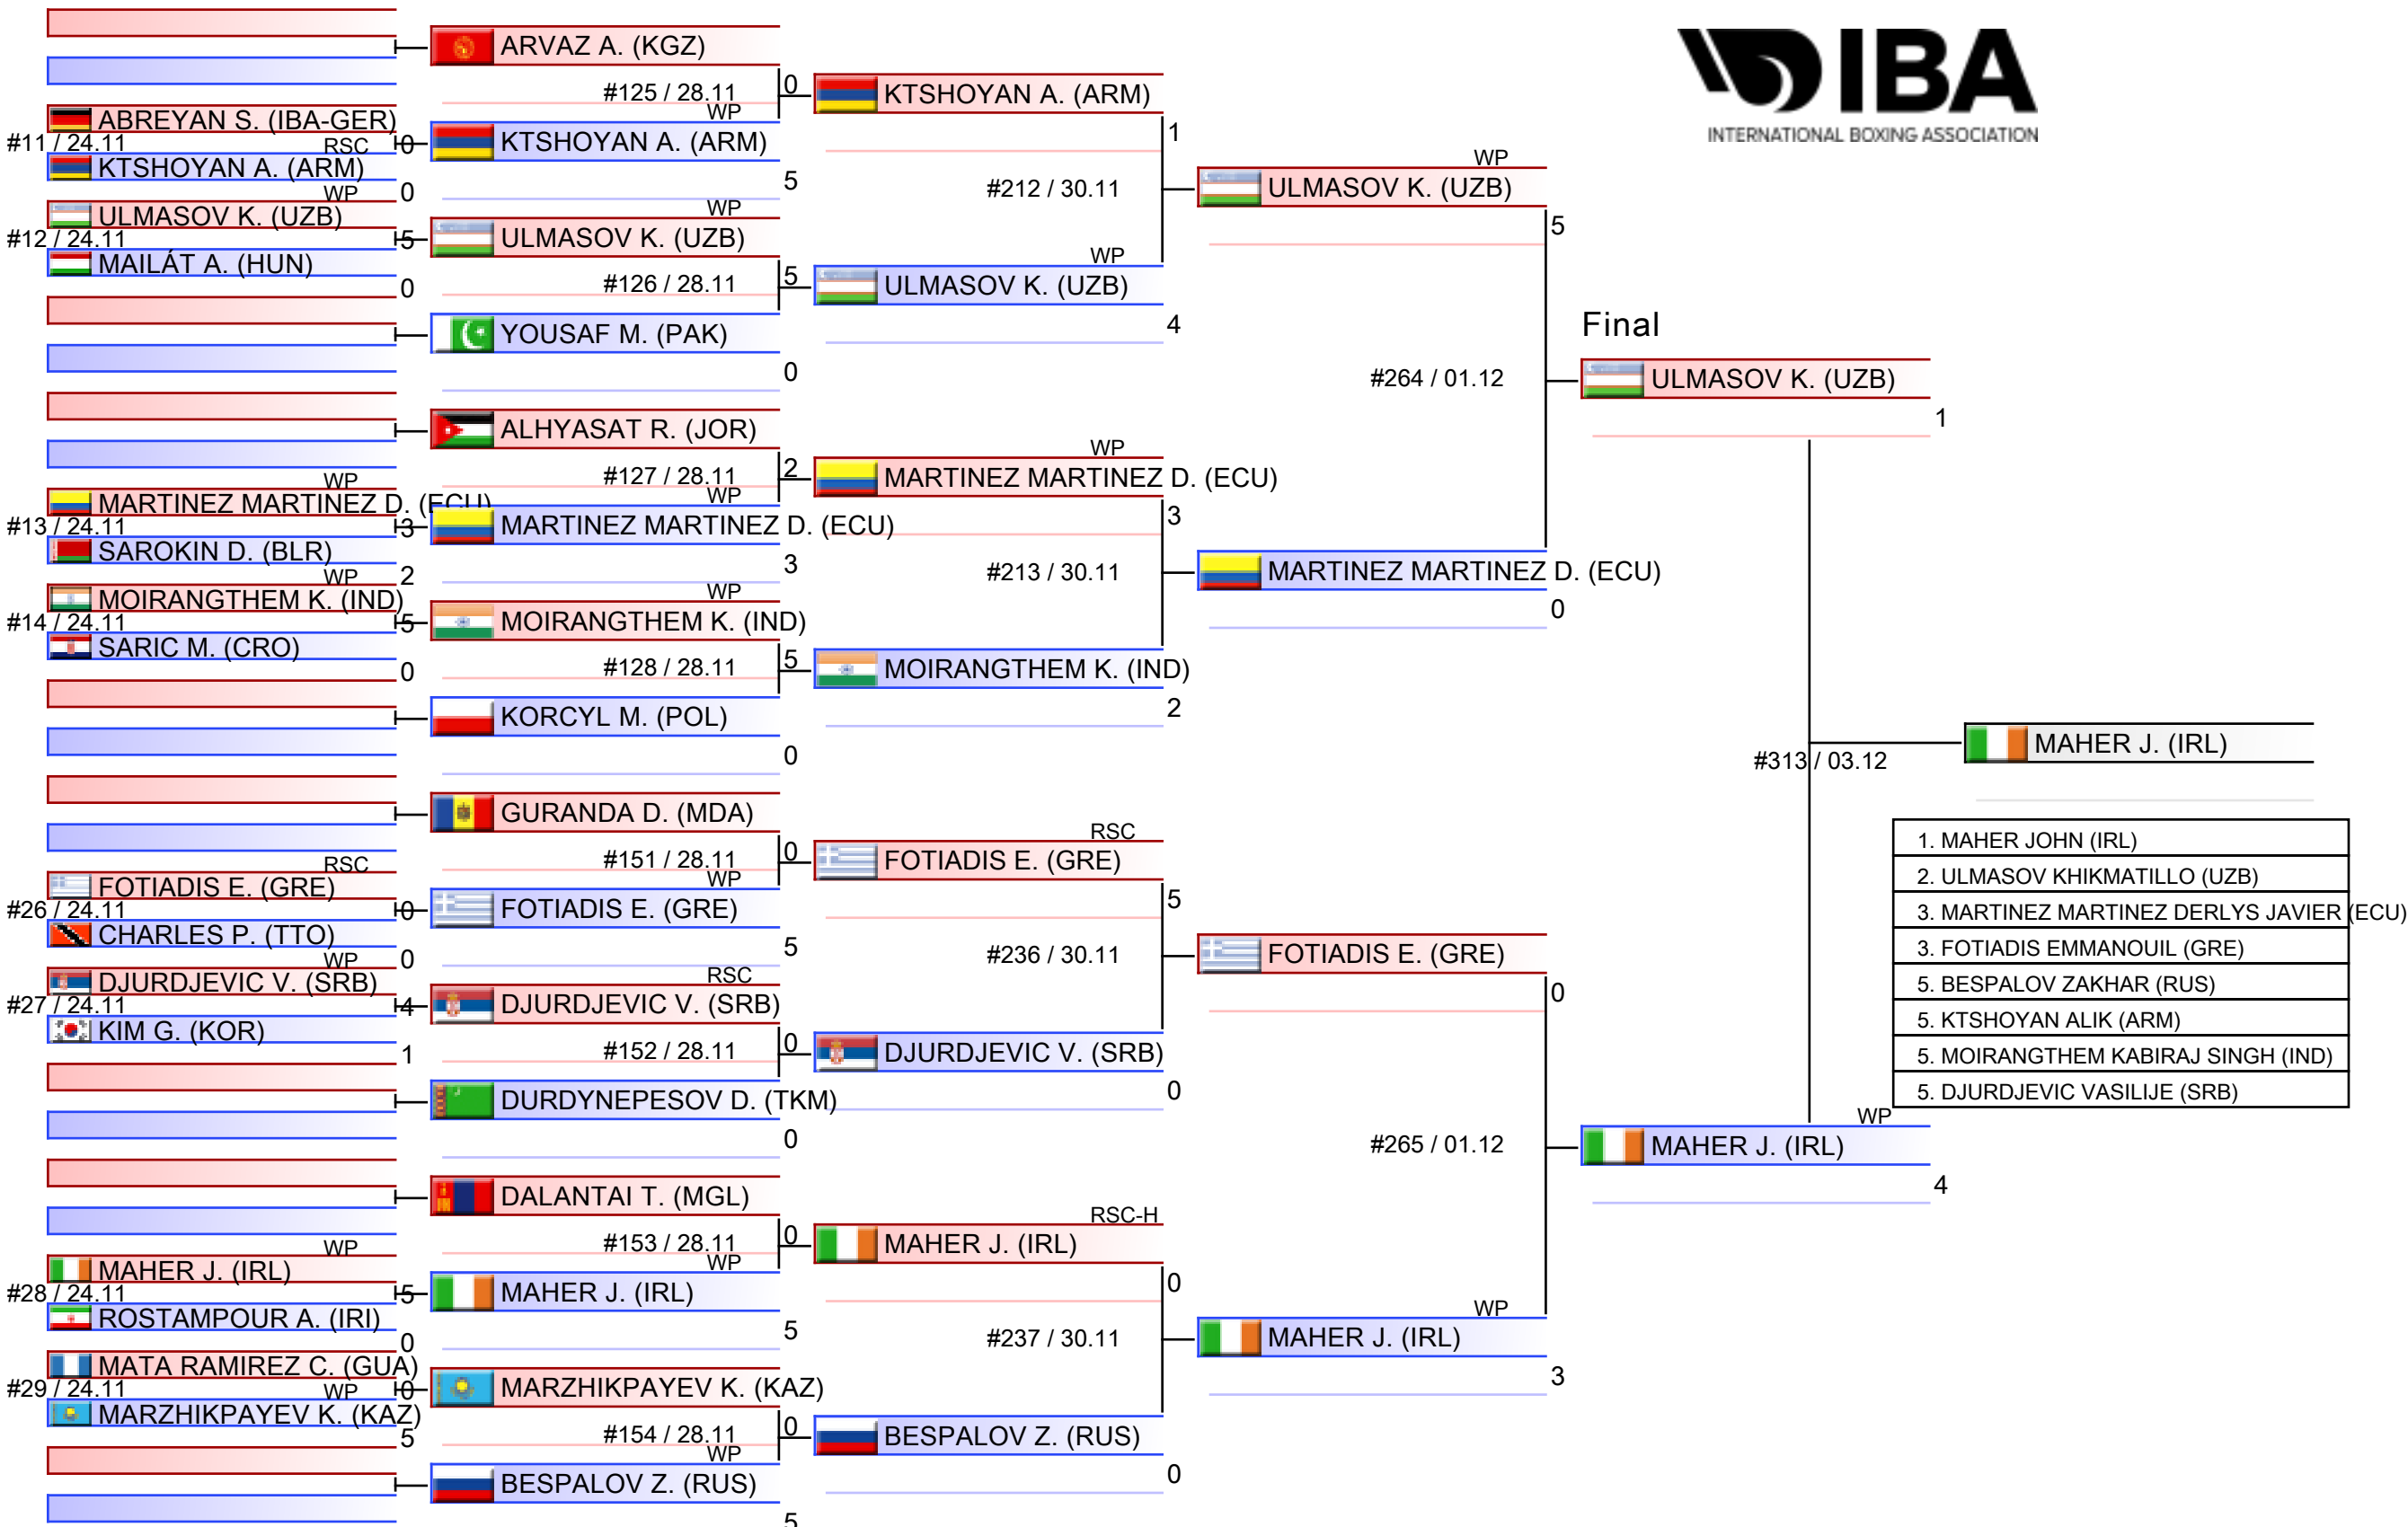 IBA
INTERNATIONAL BOXING ASSOCIATION
#11 / 24.11
ABREYAN S. (IBA-GER)
0
RSC
KTSHOYAN A. (ARM)
0
#12 / 24.11
WP
ULMASOV K. (UZB)
5
MAILÁT A. (HUN)
0
#13 / 24.11
WP
MARTINEZ MARTINEZ D. (ECU)
3
SAROKIN D. (BLR)
2
#14 / 24.11
WP
MOIRANGTHEM K. (IND)
5
SARIC M. (CRO)
0
#26 / 24.11
RSC
FOTIADIS E. (GRE)
0
CHARLES P. (TTO)
0
#27 / 24.11
WP
DJURDJEVIC V. (SRB)
4
KIM G. (KOR)
1
#28 / 24.11
WP
MAHER J. (IRL)
5
ROSTAMPOUR A. (IRI)
0
#29 / 24.11
MATA RAMIREZ C. (GUA)
0
WP
MARZHIKPAYEV K. (KAZ)
5
ARVAZ A. (KGZ)
#125 / 28.11
0
WP
KTSHOYAN A. (ARM)
5
WP
ULMASOV K. (UZB)
#126 / 28.11
5
YOUSAF M. (PAK)
0
ALHYASAT R. (JOR)
#127 / 28.11
2
WP
MARTINEZ MARTINEZ D. (ECU)
3
WP
MOIRANGTHEM K. (IND)
#128 / 28.11
5
KORCYL M. (POL)
0
GURANDA D. (MDA)
#151 / 28.11
0
WP
FOTIADIS E. (GRE)
5
RSC
DJURDJEVIC V. (SRB)
#152 / 28.11
0
DURDYNEPESOV D. (TKM)
0
DALANTAI T. (MGL)
#153 / 28.11
0
WP
MAHER J. (IRL)
5
MARZHIKPAYEV K. (KAZ)
#154 / 28.11
0
WP
BESPALOV Z. (RUS)
5
KTSHOYAN A. (ARM)
1
#212 / 30.11
WP
ULMASOV K. (UZB)
4
WP
MARTINEZ MARTINEZ D. (ECU)
3
#213 / 30.11
MOIRANGTHEM K. (IND)
2
RSC
FOTIADIS E. (GRE)
5
#236 / 30.11
DJURDJEVIC V. (SRB)
0
RSC-H
MAHER J. (IRL)
0
#237 / 30.11
BESPALOV Z. (RUS)
0
WP
ULMASOV K. (UZB)
5
#264 / 01.12
MARTINEZ MARTINEZ D. (ECU)
0
FOTIADIS E. (GRE)
0
#265 / 01.12
WP
MAHER J. (IRL)
3
Final
ULMASOV K. (UZB)
1
#313 / 03.12
WP
MAHER J. (IRL)
4
MAHER J. (IRL)
1. MAHER JOHN (IRL)
2. ULMASOV KHIKMATILLO (UZB)
3. MARTINEZ MARTINEZ DERLYS JAVIER (ECU)
3. FOTIADIS EMMANOUIL (GRE)
5. BESPALOV ZAKHAR (RUS)
5. KTSHOYAN ALIK (ARM)
5. MOIRANGTHEM KABIRAJ SINGH (IND)
5. DJURDJEVIC VASILIJE (SRB)